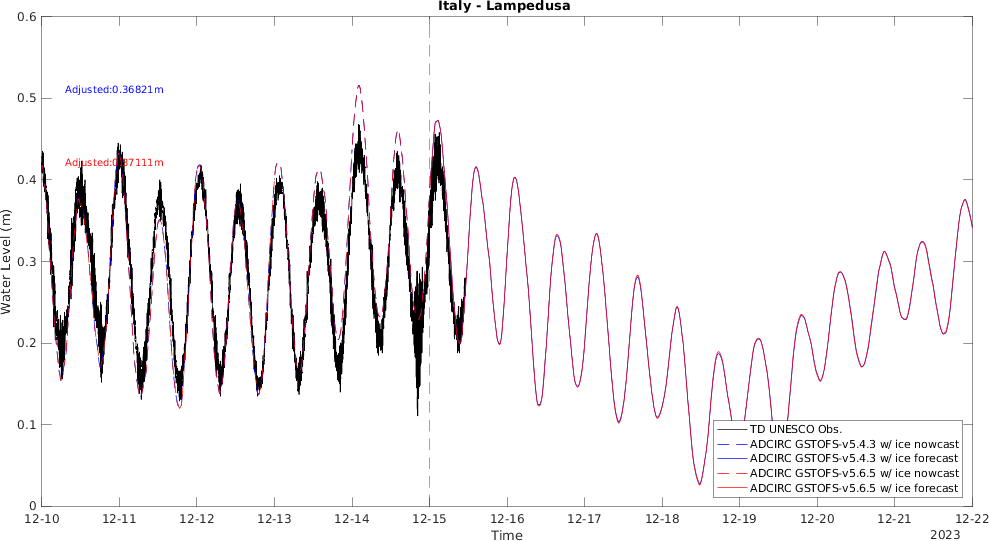 Italy - Lampedusa
0.6
0.5
0.4
0.3
0.2
0.1
0
Water Level (m)
Adjusted:0.36821m
Adjusted:0.37111m
TD UNESCO Obs.
ADCIRC GSTOFS-v5.4.3 w/ ice nowcast
ADCIRC GSTOFS-v5.4.3 w/ ice forecast
ADCIRC GSTOFS-v5.6.5 w/ ice nowcast
ADCIRC GSTOFS-v5.6.5 w/ ice forecast
12-10 12-11 12-12 12-13 12-14 12-15 12-16 12-17 12-18 12-19 12-20 12-21 12-22
Time
2023